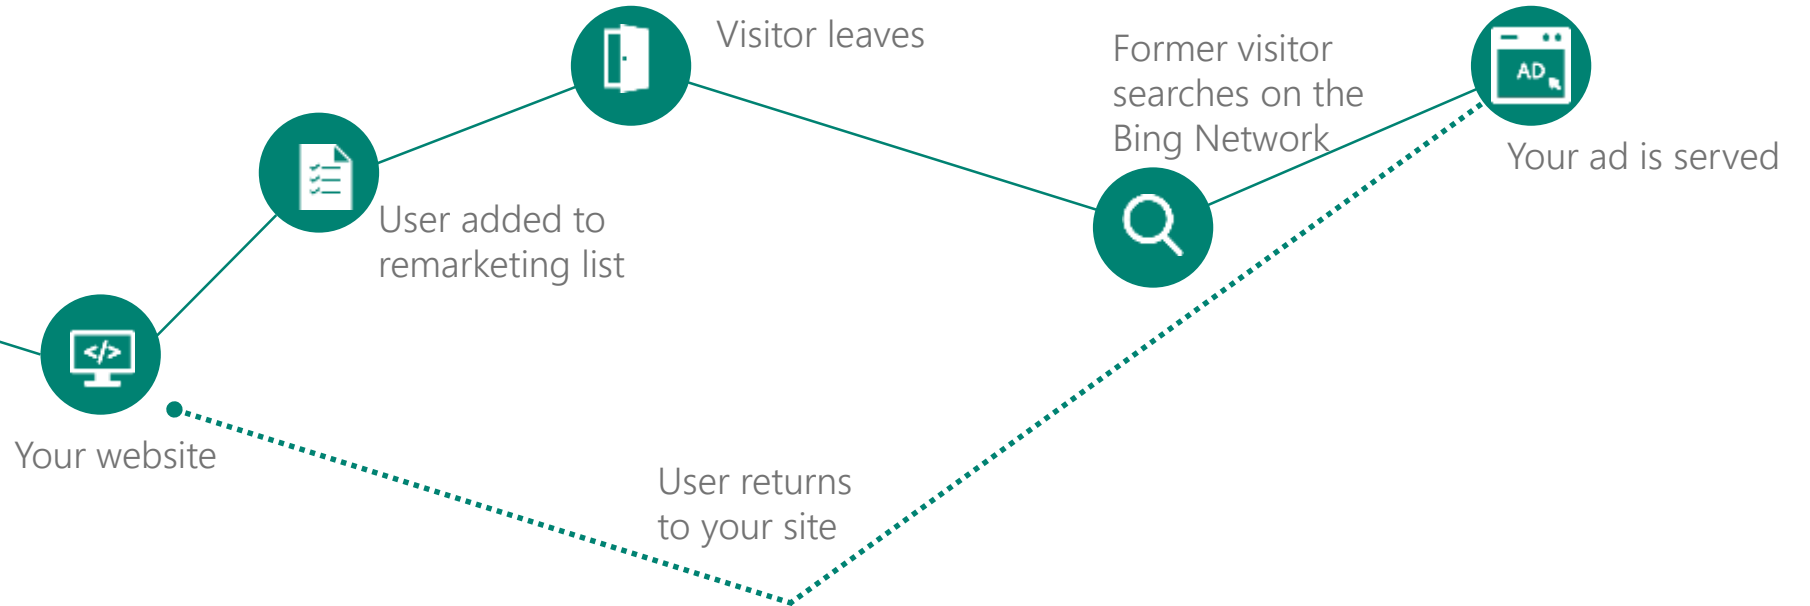 Visitor leaves
Former visitor
searches on the
Bing Network
AD
Your ad is served
User added to
remarketing list
</>
Your website
User returns
to your site